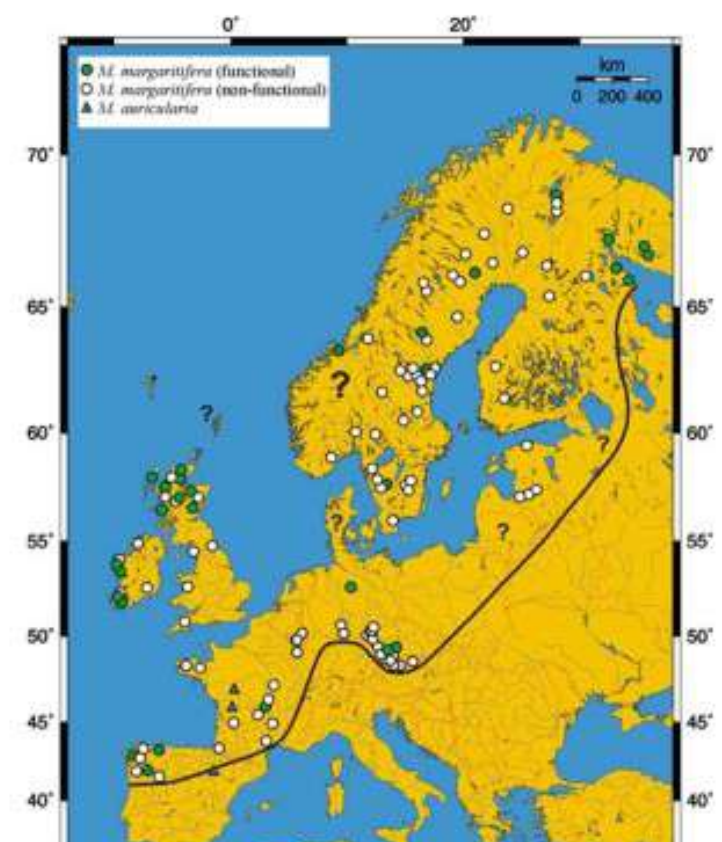 0° 20°
M. margaritifera (functional)
M. margaritifera (non-functional)
M. auricularia
km
0 200 400
70° 70°
65° 65°
?
?
60° 60°
?
?
?
55° 55°
50° 50°
45° 45°
40° 40°